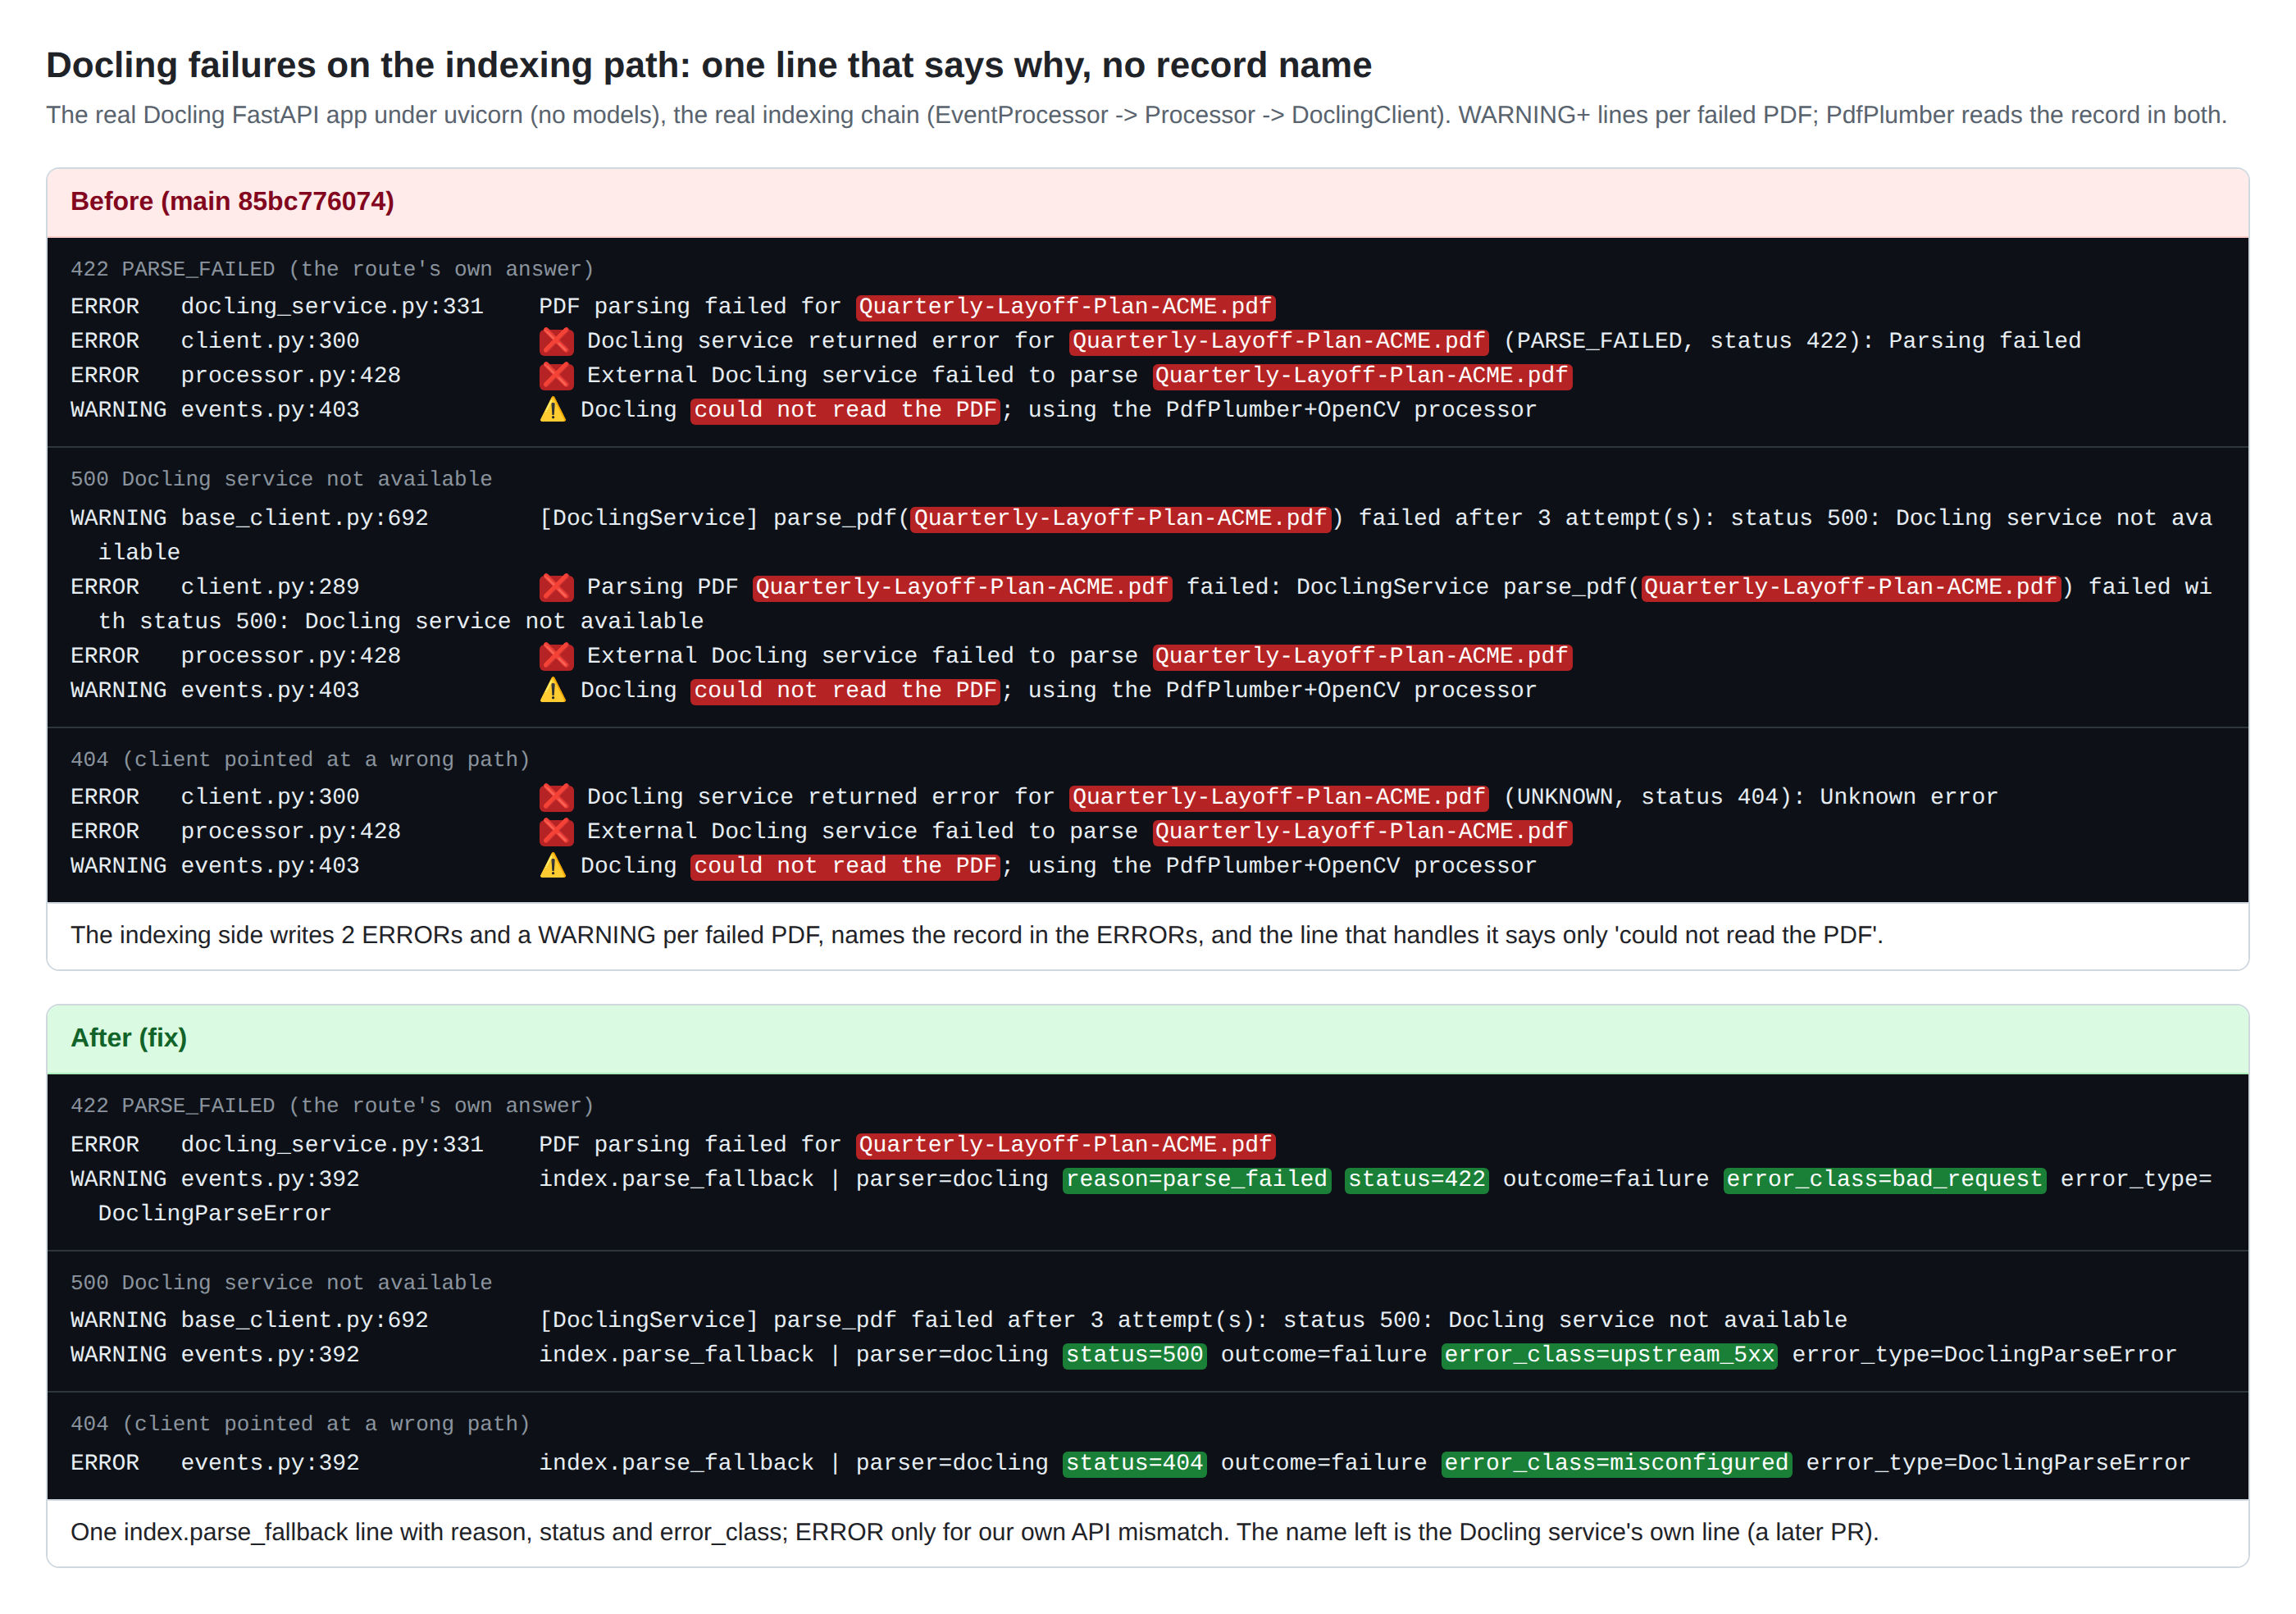 Docling failures on the indexing path: one line that says why, no record name
The real Docling FastAPI app under uvicorn (no models), the real indexing chain (EventProcessor -> Processor -> DoclingClient). WARNING+ lines per failed PDF; PdfPlumber reads the record in both.
Before (main 85bc776074)
422 PARSE_FAILED (the route's own answer)
ERROR   docling_service.py:331    PDF parsing failed for Quarterly-Layoff-Plan-ACME.pdf
ERROR   client.py:300             ❌ Docling service returned error for Quarterly-Layoff-Plan-ACME.pdf (PARSE_FAILED, status 422): Parsing failed
ERROR   processor.py:428          ❌ External Docling service failed to parse Quarterly-Layoff-Plan-ACME.pdf
WARNING events.py:403             ⚠️ Docling could not read the PDF; using the PdfPlumber+OpenCV processor
500 Docling service not available
WARNING base_client.py:692        [DoclingService] parse_pdf(Quarterly-Layoff-Plan-ACME.pdf) failed after 3 attempt(s): status 500: Docling service not ava
ilable
ERROR   client.py:289             ❌ Parsing PDF Quarterly-Layoff-Plan-ACME.pdf failed: DoclingService parse_pdf(Quarterly-Layoff-Plan-ACME.pdf) failed wi
th status 500: Docling service not available
ERROR   processor.py:428          ❌ External Docling service failed to parse Quarterly-Layoff-Plan-ACME.pdf
WARNING events.py:403             ⚠️ Docling could not read the PDF; using the PdfPlumber+OpenCV processor
404 (client pointed at a wrong path)
ERROR   client.py:300             ❌ Docling service returned error for Quarterly-Layoff-Plan-ACME.pdf (UNKNOWN, status 404): Unknown error
ERROR   processor.py:428          ❌ External Docling service failed to parse Quarterly-Layoff-Plan-ACME.pdf
WARNING events.py:403             ⚠️ Docling could not read the PDF; using the PdfPlumber+OpenCV processor
The indexing side writes 2 ERRORs and a WARNING per failed PDF, names the record in the ERRORs, and the line that handles it says only 'could not read the PDF'.
After (fix)
422 PARSE_FAILED (the route's own answer)
ERROR   docling_service.py:331    PDF parsing failed for Quarterly-Layoff-Plan-ACME.pdf
WARNING events.py:392             index.parse_fallback | parser=docling reason=parse_failed status=422 outcome=failure error_class=bad_request error_type=
DoclingParseError
500 Docling service not available
WARNING base_client.py:692        [DoclingService] parse_pdf failed after 3 attempt(s): status 500: Docling service not available
WARNING events.py:392             index.parse_fallback | parser=docling status=500 outcome=failure error_class=upstream_5xx error_type=DoclingParseError
404 (client pointed at a wrong path)
ERROR   events.py:392             index.parse_fallback | parser=docling status=404 outcome=failure error_class=misconfigured error_type=DoclingParseError
One index.parse_fallback line with reason, status and error_class; ERROR only for our own API mismatch. The name left is the Docling service's own line (a later PR).